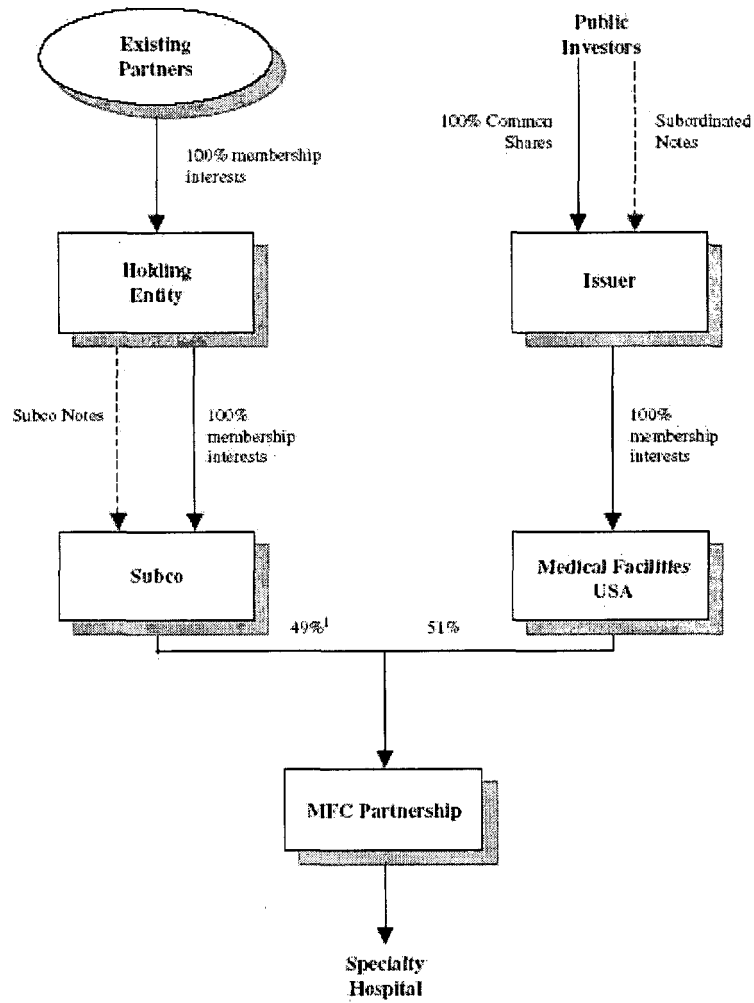 Existing
Partners
Public
Investors
100% membership
interests
100% Common
Shares
Subordinated
Notes
Holding
Entity
Issuer
Subco Notes
100%
membership
interests
100%
membership
interests
Subco
Medical Facilities
USA
49%¹
51%
MFC Partnership
Specialty
Hospital